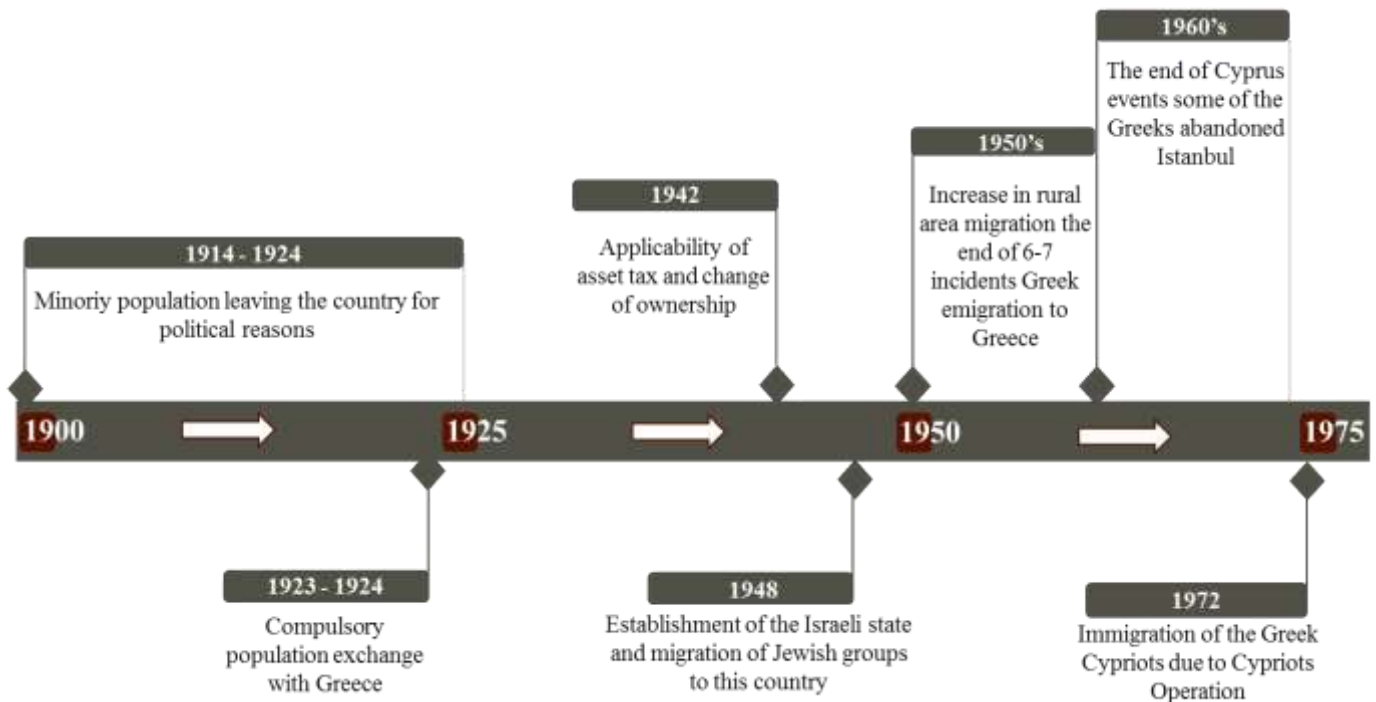 1960's
The end of Cyprus
events some of the
Greeks abandoned
Istanbul
1950's
Increase in rural
area migration the
end of 6-7
incidents Greek
emigration to
Greece
1942
Applicability of
asset tax and change
of ownership
1914 - 1924
Minoriy population leaving the country for
political reasons
1900
1925
1950
1975
1923 - 1924
Compulsory
population exchange
with Greece
1948
Establishment of the Israeli state
and migration of Jewish groups
to this country
1972
Immigration of the Greek
Cypriots due to Cypriots
Operation